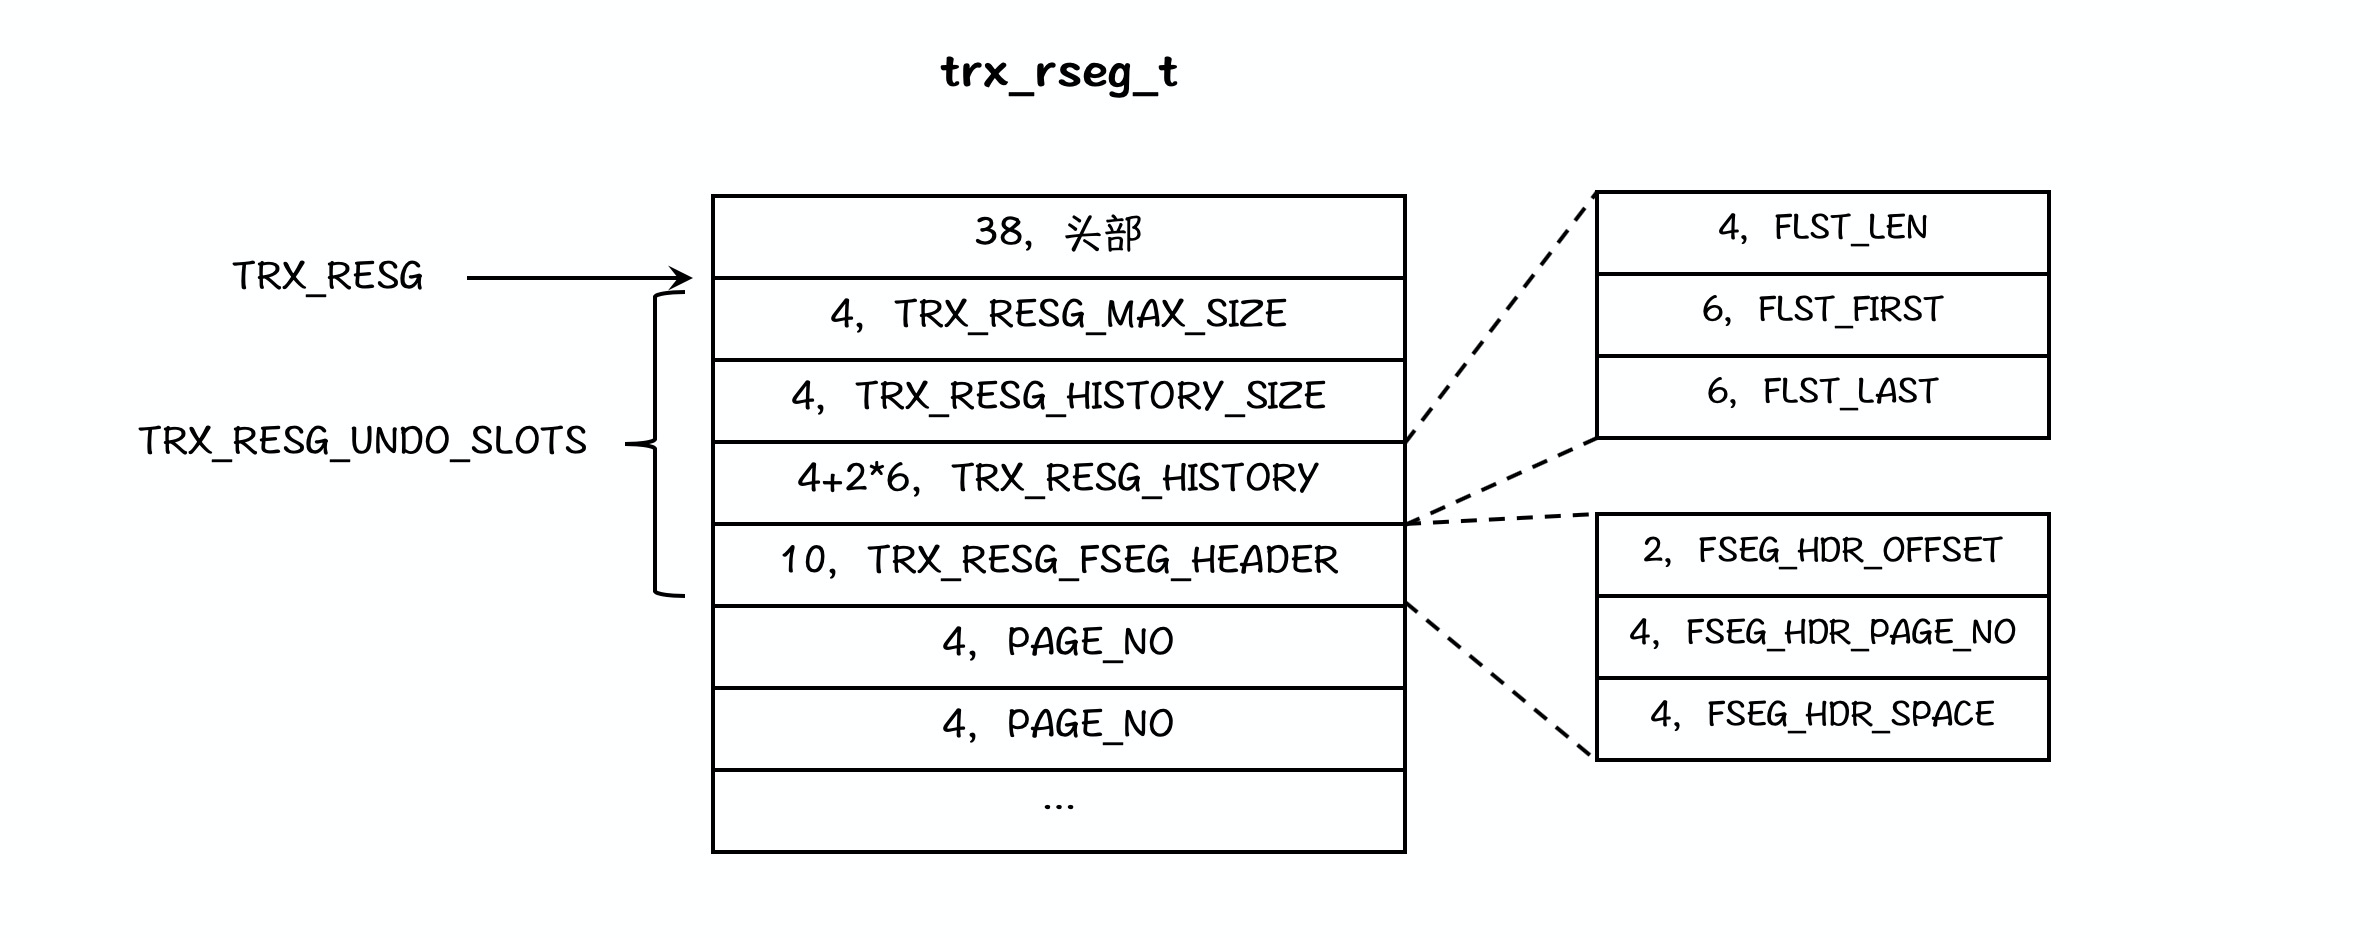 trx_rseg_t
TRX_RESG
TRX_RESG_UNDO_SLOTS
38, 头部
4, TRX_RESG_MAX_SIZE
4, TRX_RESG_HISTORY_SIZE
4+2*6, TRX_RESG_HISTORY
10, TRX_RESG_FSEG_HEADER
4, PAGE_NO
4, PAGE_NO
...
4, FLST_LEN
6, FLST_FIRST
6, FLST_LAST
2, FSEG_HDR_OFFSET
4, FSEG_HDR_PAGE_NO
4, FSEG_HDR_SPACE